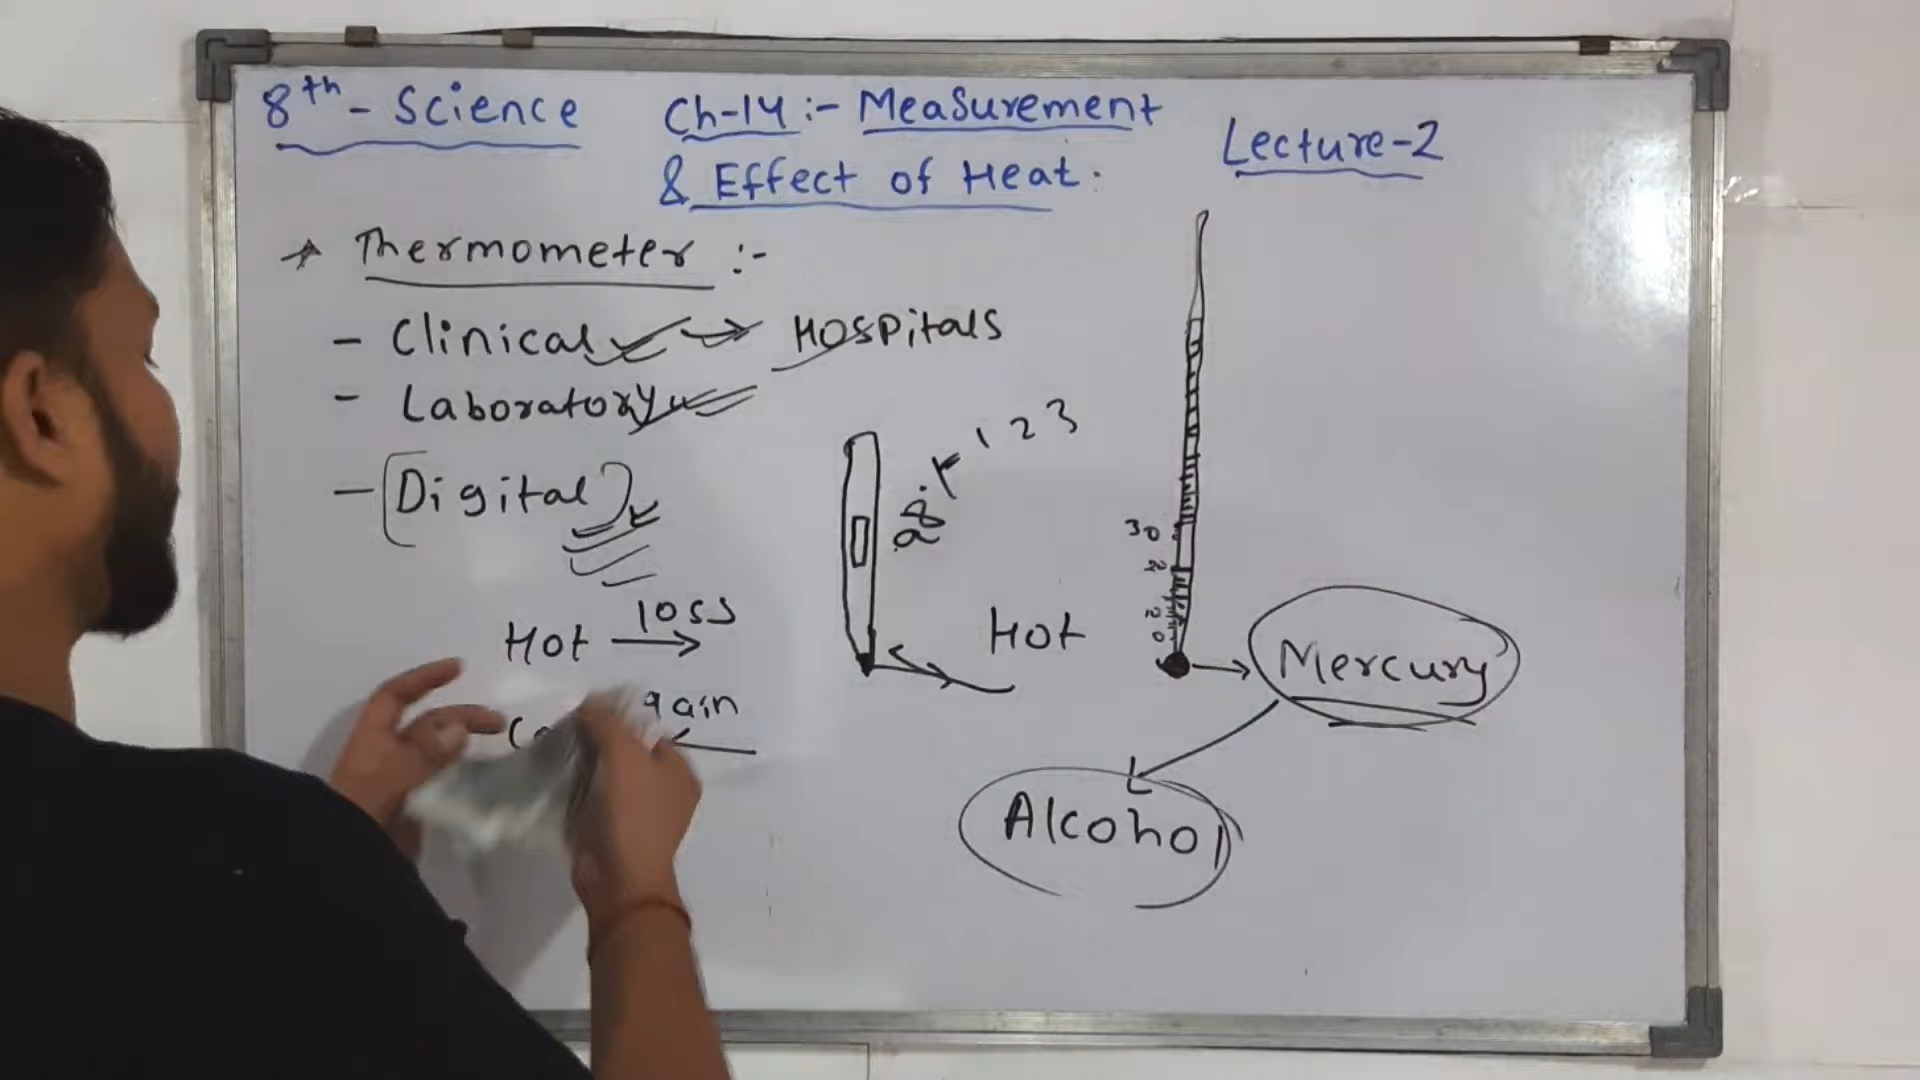 8th - Science
Ch-14 :- Measurement
& Effect of Heat.
Lecture-2
Thermometer :-
- Clinical → Hospitals
- Laboratory
- (Digital)
1 2 3
30
20
Hot → loss
gain
Hot
Mercury
Alcohol